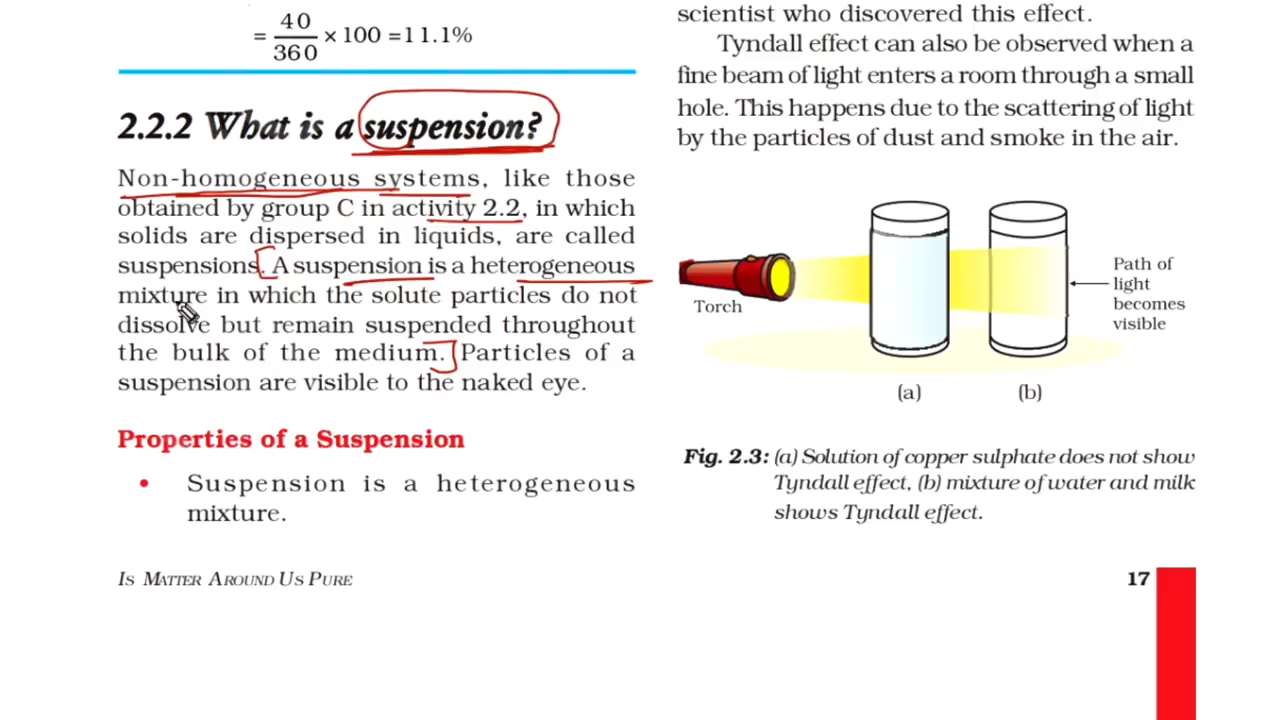 = 40/360 × 100 =11.1%
2.2.2 What is a suspension?
Non-homogeneous systems, like those
obtained by group C in activity 2.2, in which
solids are dispersed in liquids, are called
suspensions. A suspension is a heterogeneous
mixture in which the solute particles do not
dissolve but remain suspended throughout
the bulk of the medium. Particles of a
suspension are visible to the naked eye.
Properties of a Suspension
• Suspension is a heterogeneous
mixture.
scientist who discovered this effect.
Tyndall effect can also be observed when a
fine beam of light enters a room through a small
hole. This happens due to the scattering of light
by the particles of dust and smoke in the air.
Torch
Path of
light
becomes
visible
(a)
(b)
Fig. 2.3: (a) Solution of copper sulphate does not show
Tyndall effect, (b) mixture of water and milk
shows Tyndall effect.
IS MATTER AROUND US PURE
17